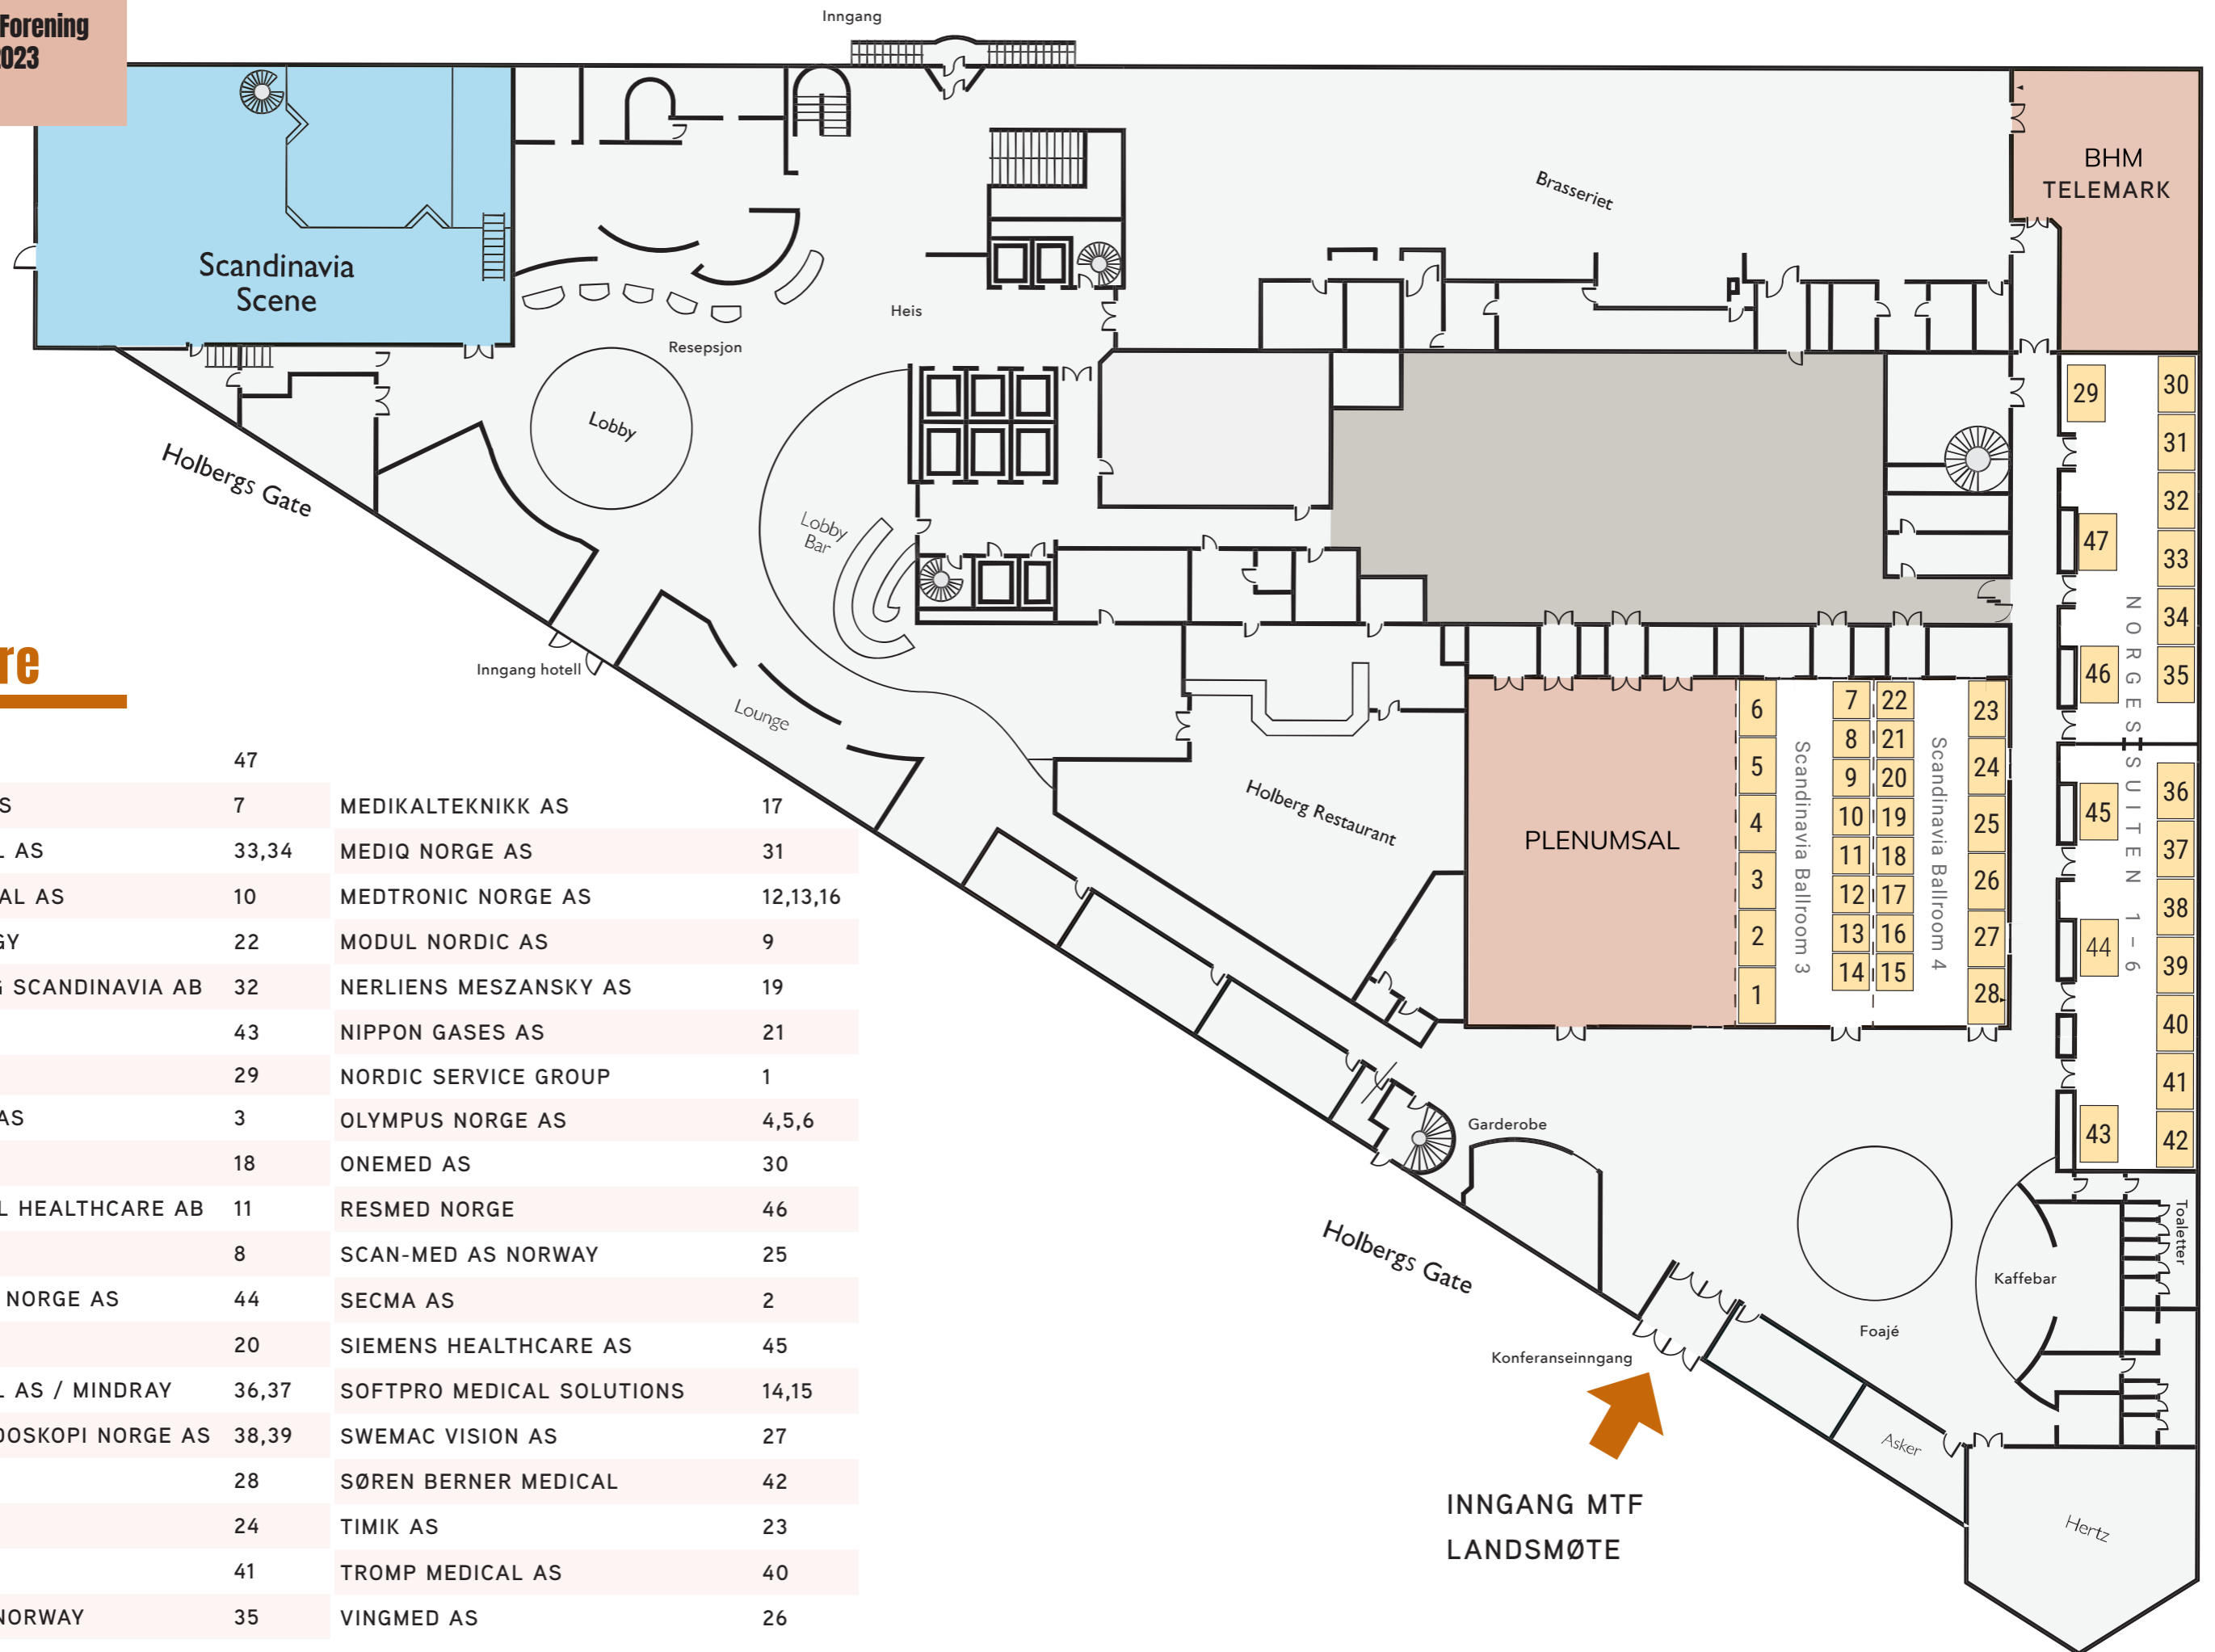 Forening
2023
Inngang
Scandinavia
Scene
Resepsjon
Heis
Lobby
Lobby
Bar
Brasseriet
BHM
TELEMARK
Holbergs Gate
Inngang hotell
Lounge
Holberg Restaurant
PLENUMSAL
6
5
4
3
2
1
Scandinavia Ballroom 3
7
8
9
10
11
12
13
14
22
21
20
19
18
17
16
15
Scandinavia Ballroom 4
23
24
25
26
27
28
29
47
46
45
44
43
NORGESSUITEN 1-6
30
31
32
33
34
35
36
37
38
39
40
41
42
Garderobe
Holbergs Gate
Konferanseinngang
Foajé
Kaffebar
Toaletter
Asker
Hertz
INNGANG MTF
LANDSMØTE
re
47
S 7
L AS 33,34
AL AS 10
GY 22
G SCANDINAVIA AB 32
43
29
AS 3
18
L HEALTHCARE AB 11
8
NORGE AS 44
20
L AS / MINDRAY 36,37
DOSKOPI NORGE AS 38,39
28
24
41
NORWAY 35
MEDIKALTEKNIKK AS 17
MEDIQ NORGE AS 31
MEDTRONIC NORGE AS 12,13,16
MODUL NORDIC AS 9
NERLIENS MESZANSKY AS 19
NIPPON GASES AS 21
NORDIC SERVICE GROUP 1
OLYMPUS NORGE AS 4,5,6
ONEMED AS 30
RESMED NORGE 46
SCAN-MED AS NORWAY 25
SECMA AS 2
SIEMENS HEALTHCARE AS 45
SOFTPRO MEDICAL SOLUTIONS 14,15
SWEMAC VISION AS 27
SØREN BERNER MEDICAL 42
TIMIK AS 23
TROMP MEDICAL AS 40
VINGMED AS 26